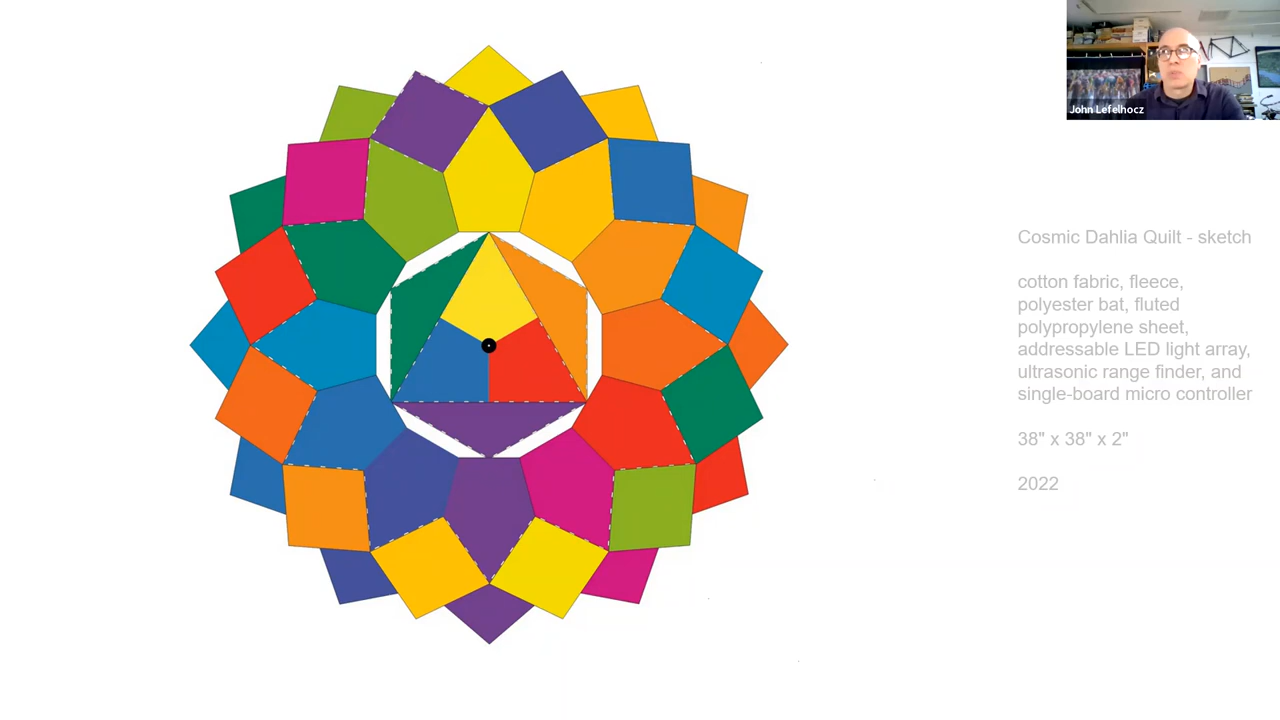 John Lefelhocz
Cosmic Dahlia Quilt - sketch
cotton fabric, fleece,
polyester bat, fluted
polypropylene sheet,
addressable LED light array,
ultrasonic range finder, and
single-board micro controller
38" x 38" x 2"
2022